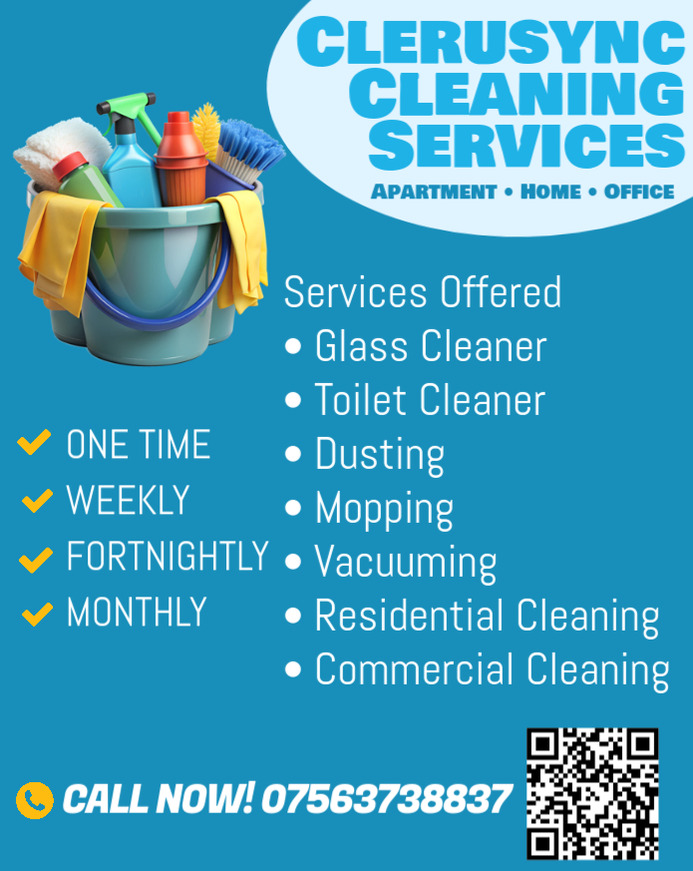 CLERUSYNC
CLEANING
SERVICES
APARTMENT • HOME • OFFICE
Services Offered
• Glass Cleaner
• Toilet Cleaner
• Dusting
• Mopping
• Vacuuming
• Residential Cleaning
• Commercial Cleaning
ONE TIME
WEEKLY
FORTNIGHTLY
MONTHLY
CALL NOW! 07563738837